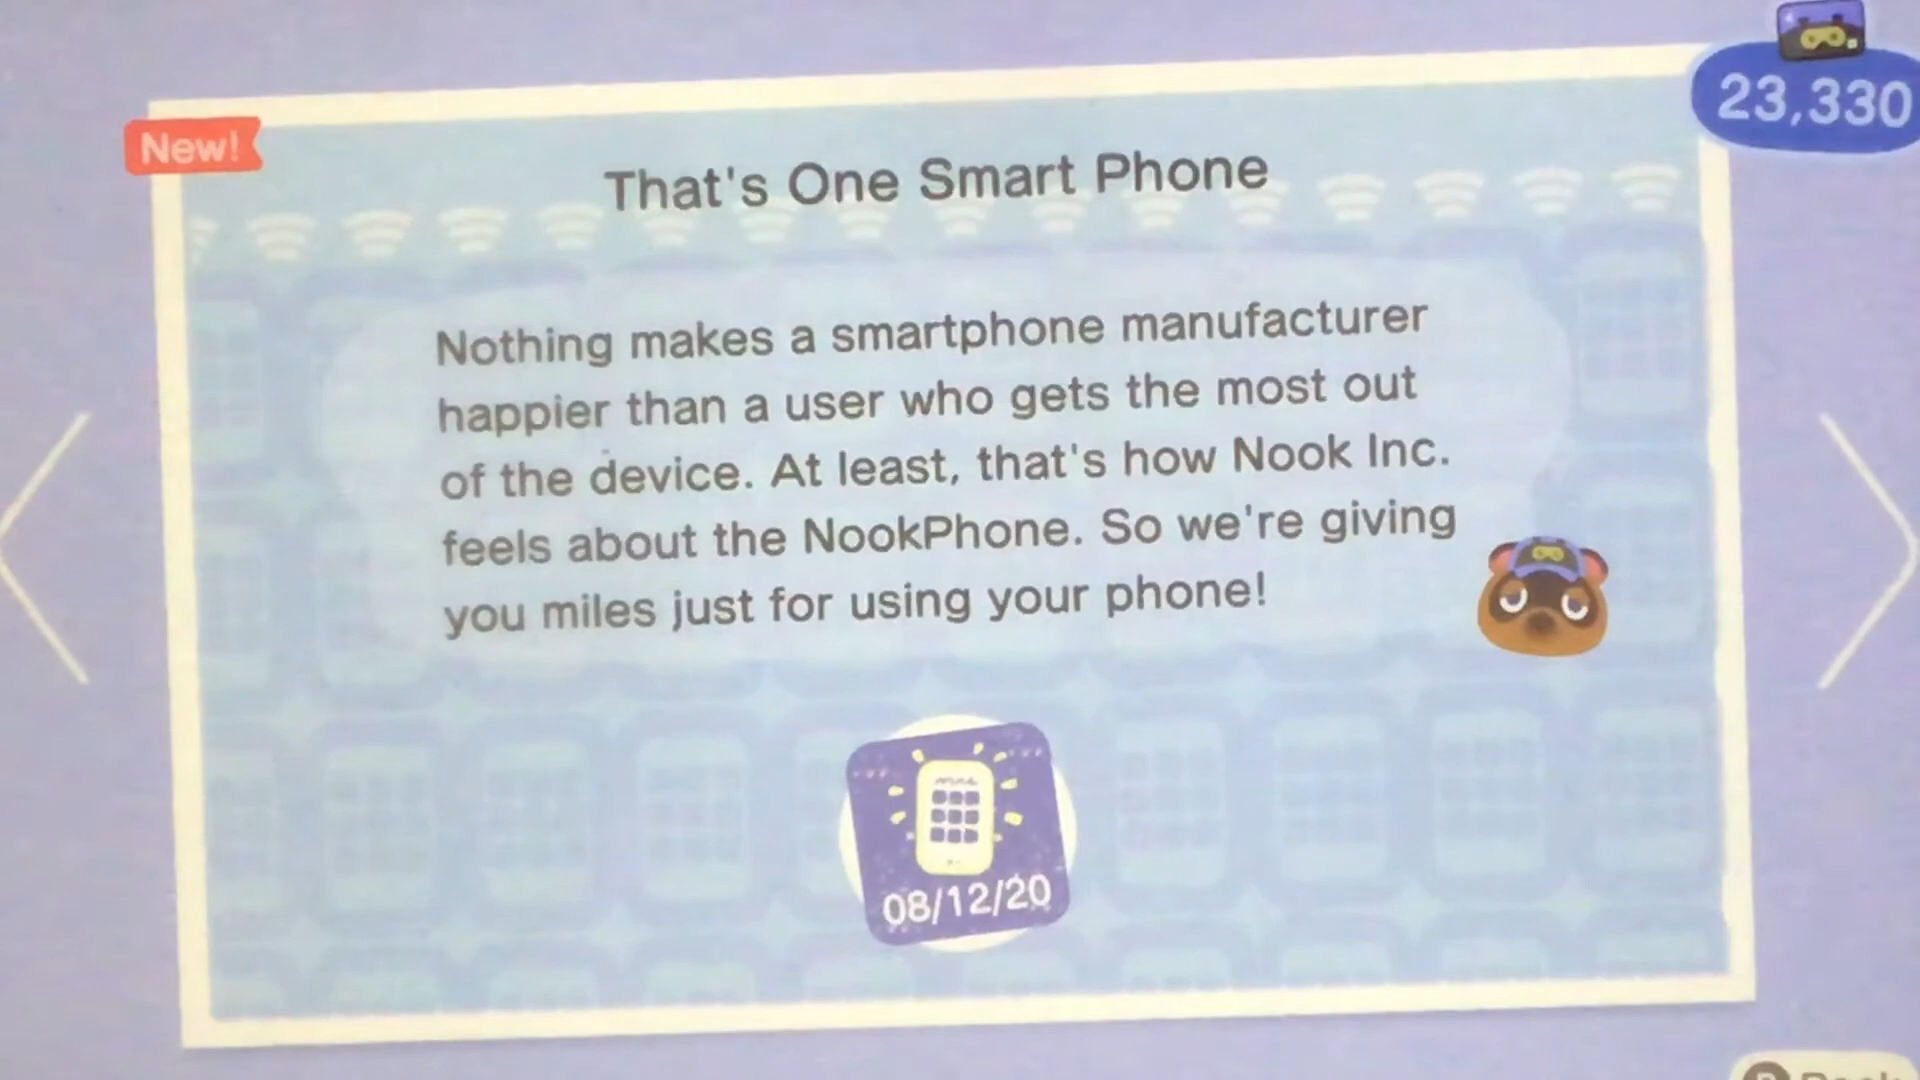 23,330
New!
That's One Smart Phone
Nothing makes a smartphone manufacturer
happier than a user who gets the most out
of the device. At least, that's how Nook Inc.
feels about the NookPhone. So we're giving
you miles just for using your phone!
08/12/20